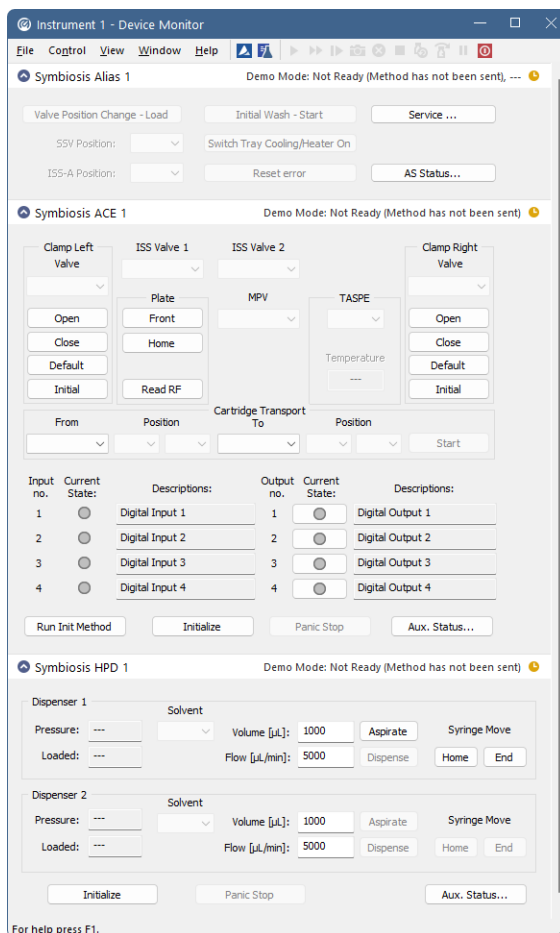 Instrument 1 - Device Monitor
File Control View Window Help
Symbiosis Alias 1 Demo Mode: Not Ready (Method has not been sent), ---
Valve Position Change - Load Initial Wash - Start Service ...
SSV Position: Switch Tray Cooling/Heater On
ISS-A Position: Reset error AS Status...
Symbiosis ACE 1 Demo Mode: Not Ready (Method has not been sent)
Clamp Left ISS Valve 1 ISS Valve 2 Clamp Right
Valve Valve
Plate MPV TASPE
Open Front Open
Close Home Close
Temperature
Default Default
---
Initial Read RF Initial
Cartridge Transport
From Position To Position
Start
Input Current Output Current
no. State: Descriptions: no. State: Descriptions:
1 Digital Input 1 1 Digital Output 1
2 Digital Input 2 2 Digital Output 2
3 Digital Input 3 3 Digital Output 3
4 Digital Input 4 4 Digital Output 4
Run Init Method Initialize Panic Stop Aux. Status...
Symbiosis HPD 1 Demo Mode: Not Ready (Method has not been sent)
Dispenser 1
Solvent
Pressure: --- Volume [µL]: 1000 Aspirate Syringe Move
Loaded: --- Flow [µL/min]: 5000 Dispense Home End
Dispenser 2
Solvent
Pressure: --- Volume [µL]: 1000 Aspirate Syringe Move
Loaded: --- Flow [µL/min]: 5000 Dispense Home End
Initialize Panic Stop Aux. Status...
For help press F1.